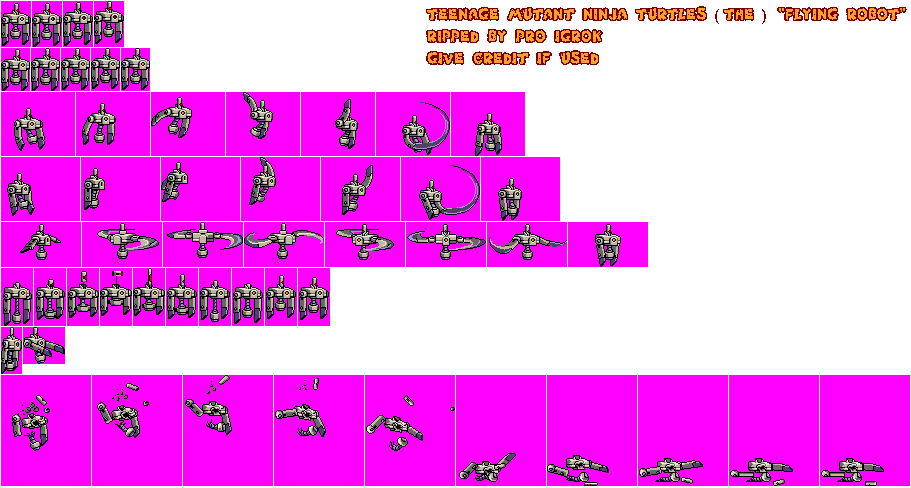 TEENAGE MUTANT NINJA TURTLES ( THE ) "FLYING ROBOT"
RIPPED BY PRO IGROK
GIVE CREDIT IF USED